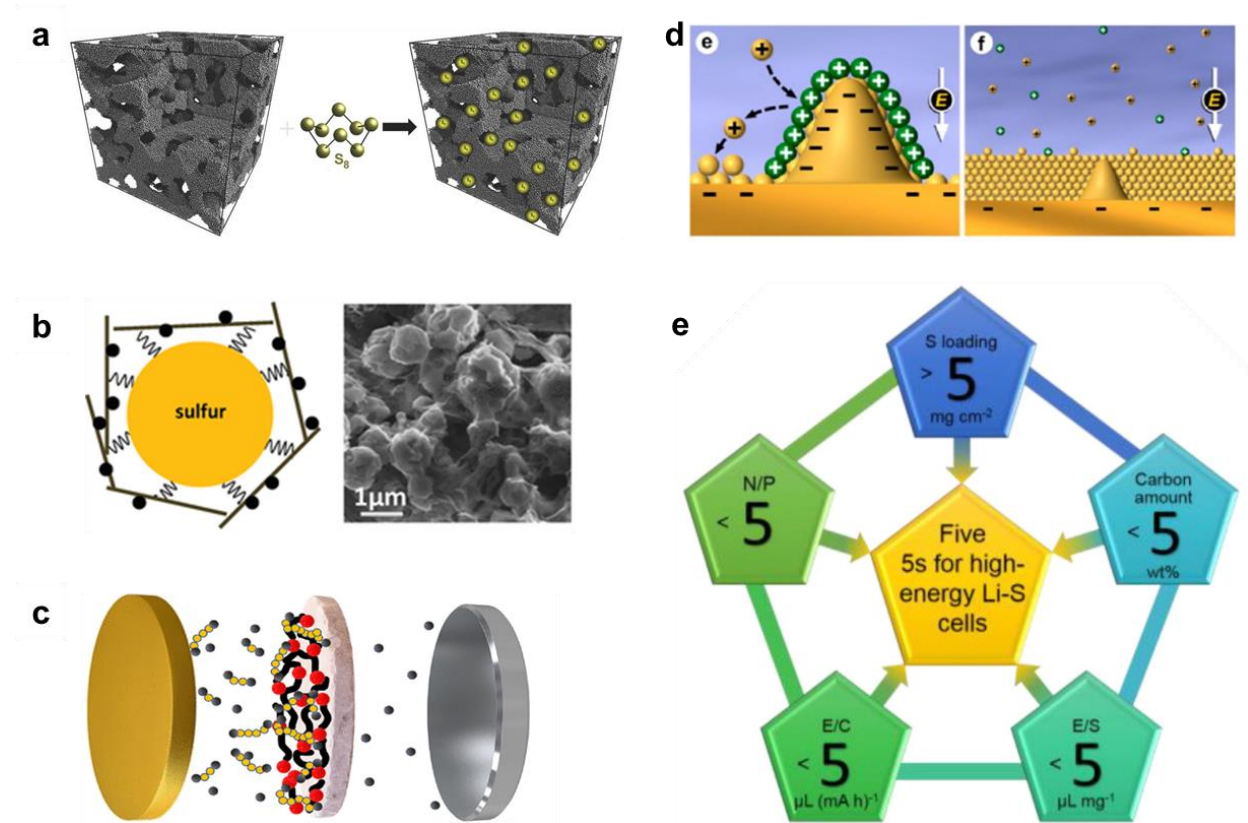 a
+
S₈
b
sulfur
1μm
c
d
e
f
+
+
E
E
e
S loading
> 5
mg cm⁻²
N/P
< 5
Carbon
amount
< 5
wt%
Five
5s for high-
energy Li-S
cells
E/C
< 5
μL (mA h)⁻¹
E/S
< 5
μL mg⁻¹